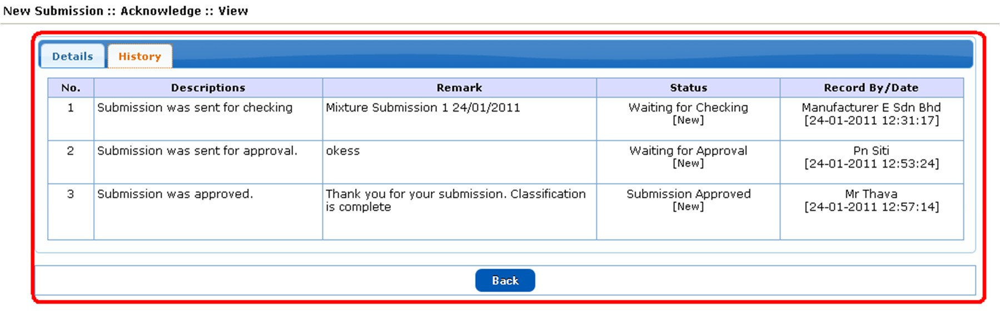 New Submission :: Acknowledge :: View
Details History
No. Descriptions Remark Status Record By/Date
1 Submission was sent for checking Mixture Submission 1 24/01/2011 Waiting for Checking Manufacturer E Sdn Bhd
[New] [24-01-2011 12:31:17]
2 Submission was sent for approval. okess Waiting for Approval Pn Siti
[New] [24-01-2011 12:53:24]
3 Submission was approved. Thank you for your submission. Classification Submission Approved Mr Thava
is complete [New] [24-01-2011 12:57:14]
Back